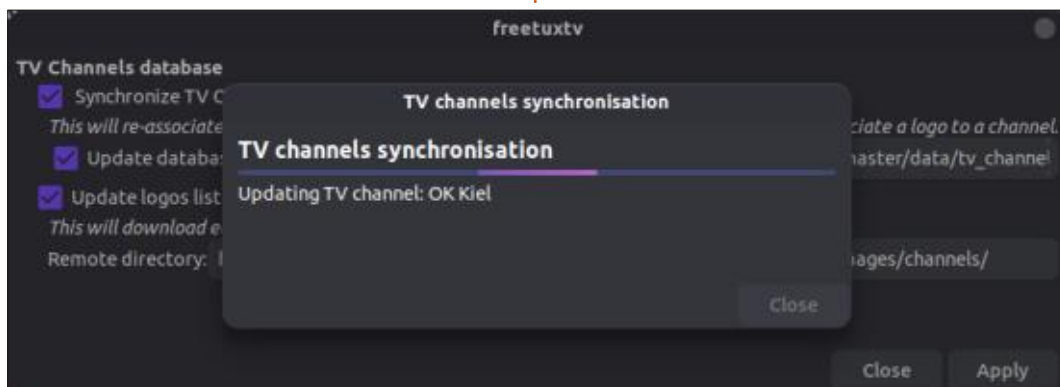 freetuxtv
TV Channels database
Synchronize TV C
TV channels synchronisation
This will re-associate
ciate a logo to a channel.
TV channels synchronisation
Update databa
master/data/tv_channel
Updating TV channel: OK Kiel
Update logos list
This will download
Remote directory:
ages/channels/
Close
Close
Apply